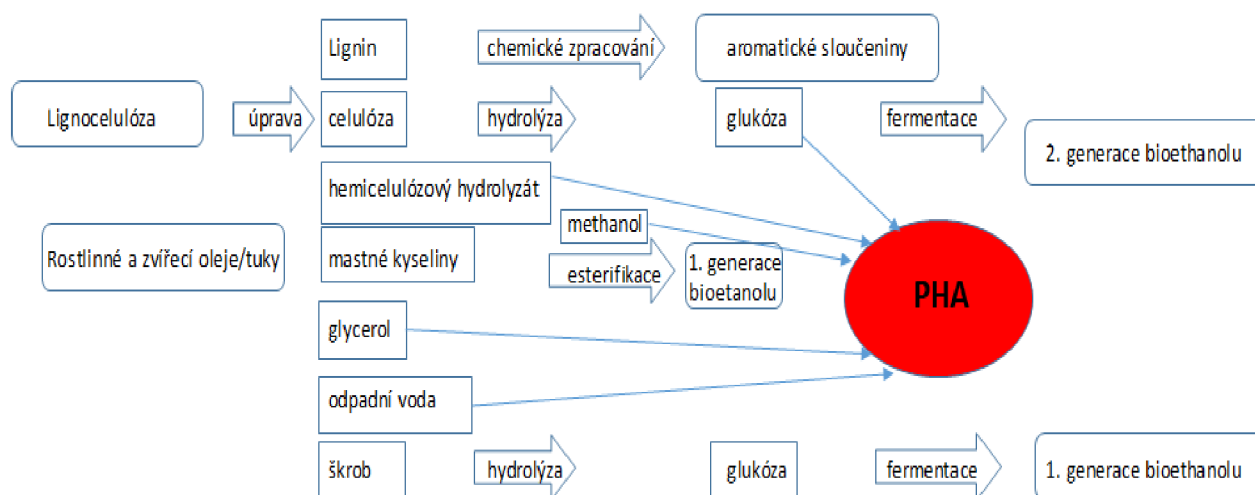 Lignin
chemické zpracování
aromatické sloučeniny
Lignocelulóza
úprava
celulóza
hydrolýza
glukóza
fermentace
2. generace bioethanolu
hemicelulózový hydrolyzát
methanol
Rostlinné a zvířecí oleje/tuky
mastné kyseliny
esterifikace
1. generace
bioetanolu
PHA
glycerol
odpadní voda
škrob
hydrolýza
glukóza
fermentace
1. generace bioethanolu